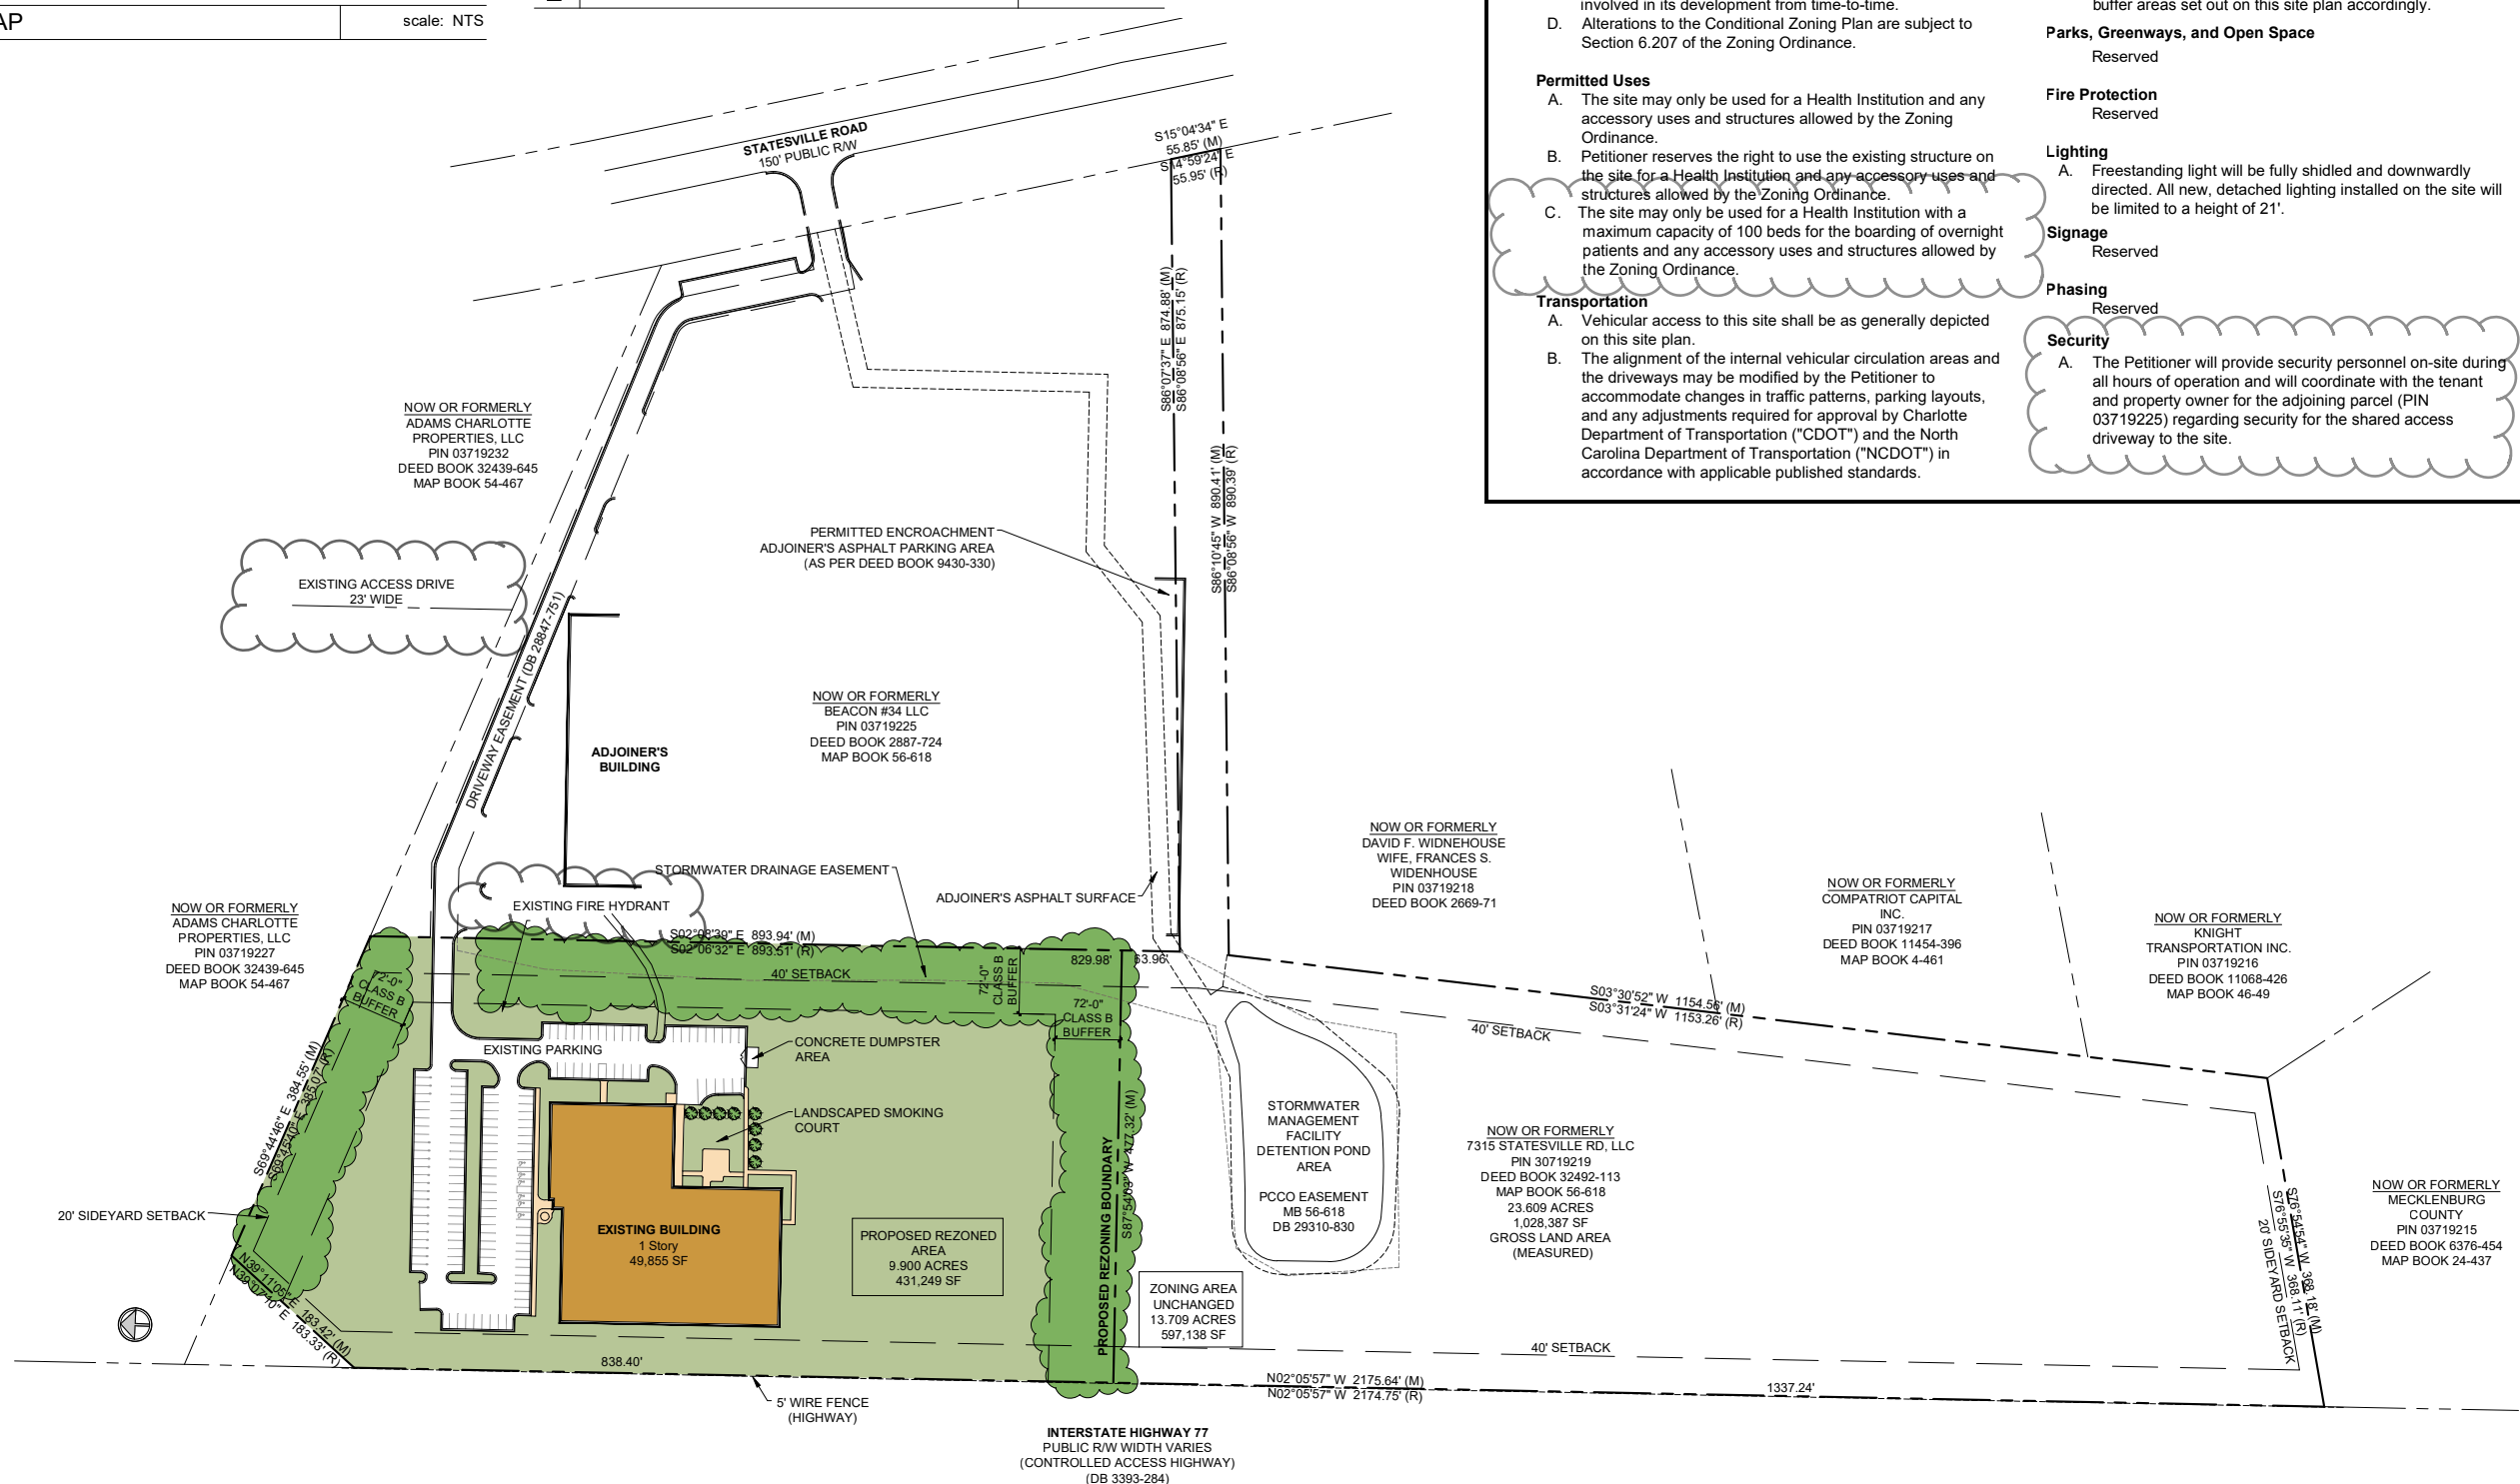 AP
scale: NTS
involved in its development from time-to-time.
D. Alterations to the Conditional Zoning Plan are subject to
Section 6.207 of the Zoning Ordinance.
Permitted Uses
A. The site may only be used for a Health Institution and any
accessory uses and structures allowed by the Zoning
Ordinance.
B. Petitioner reserves the right to use the existing structure on
the site for a Health Institution and any accessory uses and
structures allowed by the Zoning Ordinance.
C. The site may only be used for a Health Institution with a
maximum capacity of 100 beds for the boarding of overnight
patients and any accessory uses and structures allowed by
the Zoning Ordinance.
Transportation
A. Vehicular access to this site shall be as generally depicted
on this site plan.
B. The alignment of the internal vehicular circulation areas and
the driveways may be modified by the Petitioner to
accommodate changes in traffic patterns, parking layouts,
and any adjustments required for approval by Charlotte
Department of Transportation ("CDOT") and the North
Carolina Department of Transportation ("NCDOT") in
accordance with applicable published standards.
buffer areas set out on this site plan accordingly.
Parks, Greenways, and Open Space
Reserved
Fire Protection
Reserved
Lighting
A. Freestanding light will be fully shidled and downwardly
directed. All new, detached lighting installed on the site will
be limited to a height of 21'.
Signage
Reserved
Phasing
Reserved
Security
A. The Petitioner will provide security personnel on-site during
all hours of operation and will coordinate with the tenant
and property owner for the adjoining parcel (PIN
03719225) regarding security for the shared access
driveway to the site.
STATESVILLE ROAD
150' PUBLIC R/W
S15°04'34" E
55.85' (M)
S14°59'24" E
55.95' (R)
S86°07'37" E 874.88' (M)
S86°08'56" E 875.15' (R)
S86°10'45" W 890.41' (M)
S86°08'56" W 890.39' (R)
NOW OR FORMERLY
ADAMS CHARLOTTE
PROPERTIES, LLC
PIN 03719232
DEED BOOK 32439-645
MAP BOOK 54-467
PERMITTED ENCROACHMENT
ADJOINER'S ASPHALT PARKING AREA
(AS PER DEED BOOK 9430-330)
EXISTING ACCESS DRIVE
23' WIDE
DRIVEWAY EASEMENT (DB 28847-751)
NOW OR FORMERLY
BEACON #34 LLC
PIN 03719225
DEED BOOK 2887-724
MAP BOOK 56-618
ADJOINER'S
BUILDING
STORMWATER DRAINAGE EASEMENT
ADJOINER'S ASPHALT SURFACE
EXISTING FIRE HYDRANT
NOW OR FORMERLY
DAVID F. WIDNEHOUSE
WIFE, FRANCES S.
WIDENHOUSE
PIN 03719218
DEED BOOK 2669-71
NOW OR FORMERLY
COMPATRIOT CAPITAL
INC.
PIN 03719217
DEED BOOK 11454-396
MAP BOOK 4-461
NOW OR FORMERLY
KNIGHT
TRANSPORTATION INC.
PIN 03719216
DEED BOOK 11068-426
MAP BOOK 46-49
NOW OR FORMERLY
ADAMS CHARLOTTE
PROPERTIES, LLC
PIN 03719227
DEED BOOK 32439-645
MAP BOOK 54-467
S02°08'39" E 893.94' (M)
S02°06'32" E 893.51' (R)
40' SETBACK
829.98'
63.96'
72'-0"
CLASS B
BUFFER
72'-0"
CLASS B
BUFFER
72'-0"
CLASS B
BUFFER
S03°30'52" W 1154.56' (M)
S03°31'24" W 1153.26' (R)
40' SETBACK
EXISTING PARKING
CONCRETE DUMPSTER
AREA
LANDSCAPED SMOKING
COURT
S69°44'46" E 384.55' (M)
S69°45'40" E 385.07' (R)
STORMWATER
MANAGEMENT
FACILITY
DETENTION POND
AREA
PCCO EASEMENT
MB 56-618
DB 29310-830
NOW OR FORMERLY
7315 STATESVILLE RD, LLC
PIN 30719219
DEED BOOK 32492-113
MAP BOOK 56-618
23.609 ACRES
1,028,387 SF
GROSS LAND AREA
(MEASURED)
20' SIDEYARD SETBACK
EXISTING BUILDING
1 Story
49,855 SF
PROPOSED REZONED
AREA
9.900 ACRES
431,249 SF
PROPOSED REZONING BOUNDARY
S87°54'03" W 477.32' (M)
ZONING AREA
UNCHANGED
13.709 ACRES
597,138 SF
S76°54'54" W 368.18' (M)
S76°55'35" W 368.11' (R)
20' SIDEYARD SETBACK
NOW OR FORMERLY
MECKLENBURG
COUNTY
PIN 03719215
DEED BOOK 6376-454
MAP BOOK 24-437
N39°11'05" E 183.42' (M)
N39°07'10" E 183.33' (R)
838.40'
40' SETBACK
5' WIRE FENCE
(HIGHWAY)
N02°05'57" W 2175.64' (M)
N02°05'57" W 2174.75' (R)
1337.24'
INTERSTATE HIGHWAY 77
PUBLIC R/W WIDTH VARIES
(CONTROLLED ACCESS HIGHWAY)
(DB 3393-284)